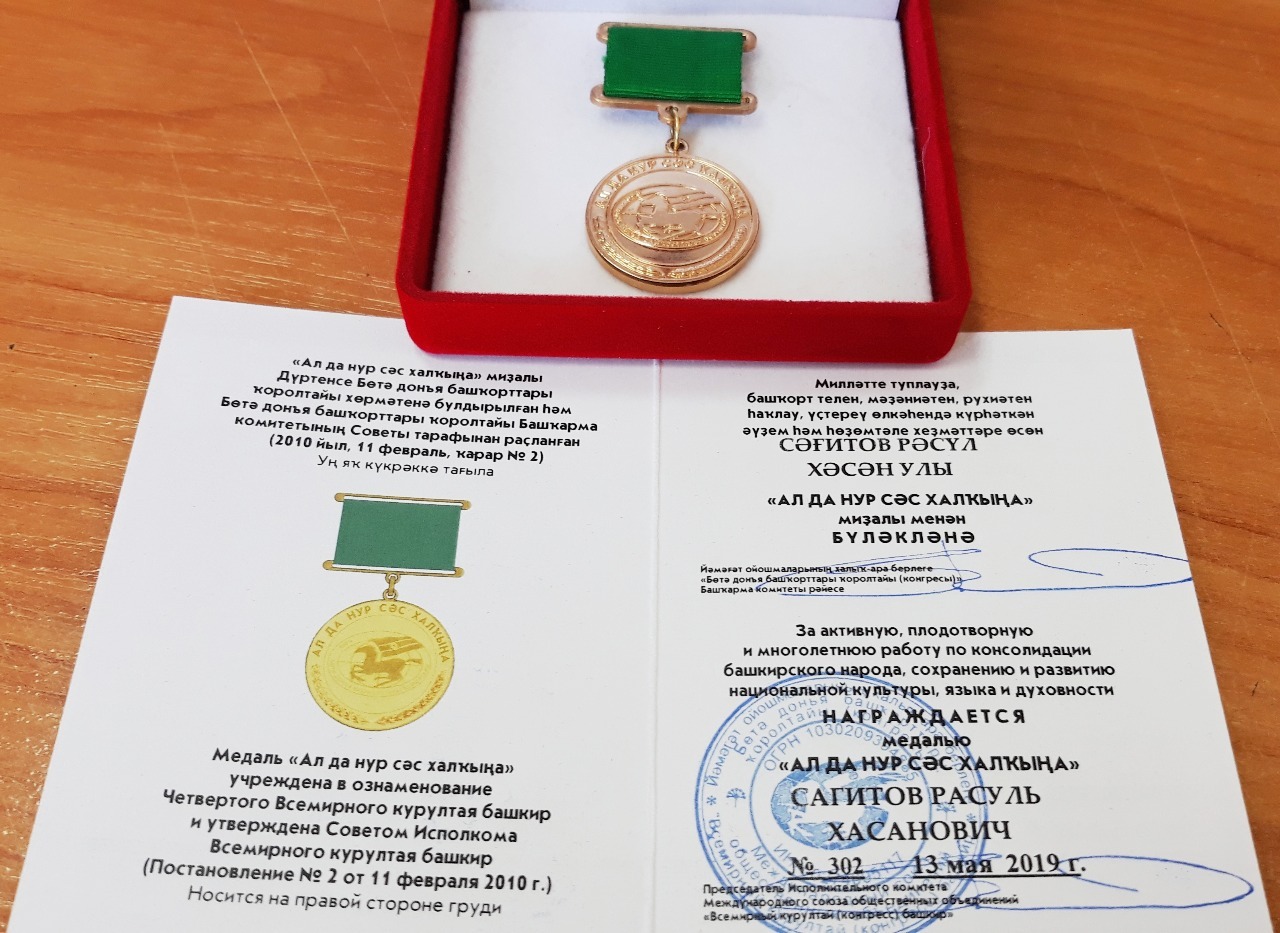 АЛ ДА НУР СӘС ХАЛҠЫҢА
«Ал да нур сәс халҡыңа» миҙалы
Дүртенсе Бөтә донъя башҡорттары
ҡоролтайы хөрмәтенә булдырылған һәм
Бөтә донъя башҡорттары ҡоролтайы Башҡарма
комитетының Советы тарафынан раҫланған
(2010 йыл, 11 февраль, ҡарар № 2)
Уң яҡ күкрәккә тағыла
АЛ ДА НУР СӘС ХАЛҠЫҢА
Медаль «Ал да нур сәс халҡыңа»
учреждена в ознаменование
Четвертого Всемирного курултая башкир
и утверждена Советом Исполкома
Всемирного курултая башкир
(Постановление № 2 от 11 февраля 2010 г.)
Носится на правой стороне груди
Милләтте туплауҙа,
башҡорт телен, мәҙәниәтен, рухиәтен
һаҡлау, үҫтереү өлкәһендә күрһәткән
әүҙем һәм һөҙөмтәле хеҙмәттәре өсөн
СӘҒИТОВ РӘСҮЛ
ХӘСӘН УЛЫ
«АЛ ДА НУР СӘС ХАЛҠЫҢА»
миҙалы менән
БҮЛӘКЛӘНӘ
Йәмәғәт ойошмаларының халыҡ-ара берлеге
«Бөтә донъя башҡорттары ҡоролтайы (конгресы)»
Башҡарма комитеты рәйесе
За активную, плодотворную
и многолетнюю работу по консолидации
башкирского народа, сохранению и развитию
национальной культуры, языка и духовности
НАГРАЖДАЕТСЯ
медалью
«АЛ ДА НУР СӘС ХАЛҠЫҢА»
САГИТОВ РАСУЛЬ
ХАСАНОВИЧ
№ 302 13 мая 2019 г.
Председатель Исполнительного комитета
Международного союза общественных объединений
«Всемирный курултай (конгресс) башкир»